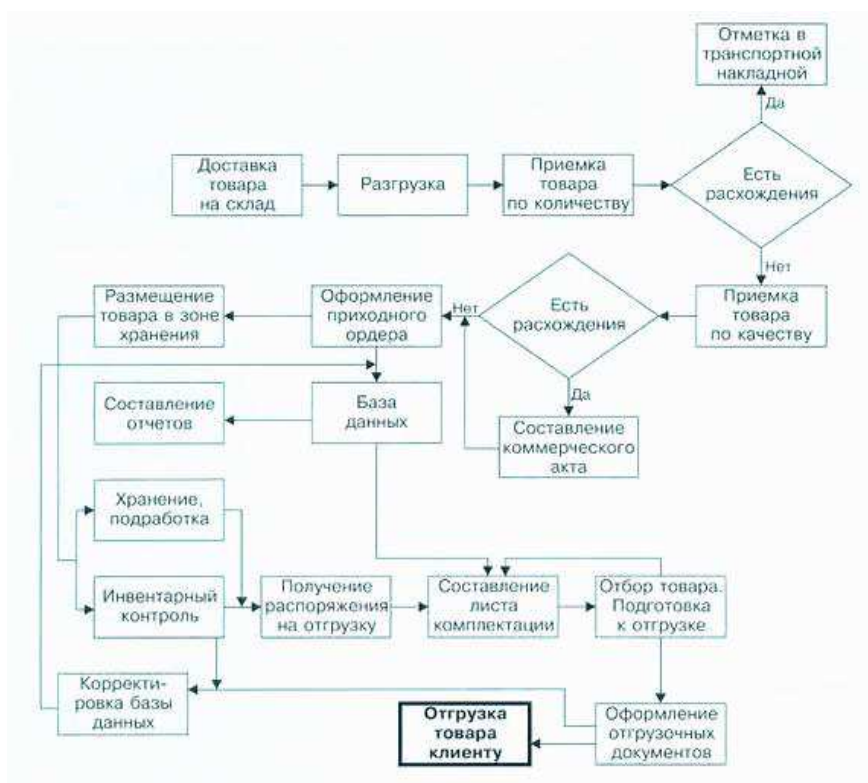 Отметка в
транспортной
накладной
Да
Доставка
товара
на склад
Разгрузка
Приемка
товара
по количеству
Есть
расхождения
Нет
Размещение
товара в зоне
хранения
Оформление
приходного
ордера
Нет
Есть
расхождения
Приемка
товара
по качеству
Да
Составление
отчетов
База
данных
Составление
коммерческого
акта
Хранение,
подработка
Инвентарный
контроль
Получение
распоряжения
на отгрузку
Составление
листа
комплектации
Отбор товара.
Подготовка
к отгрузке
Корректи-
ровка базы
данных
Отгрузка
товара
клиенту
Оформление
отгрузочных
документов